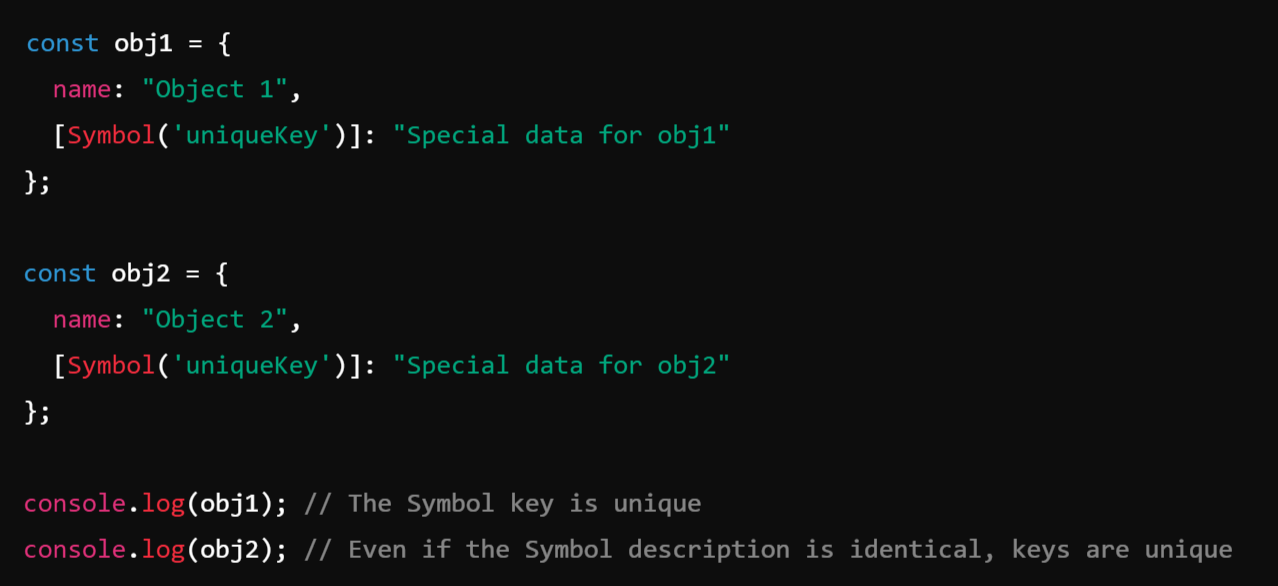 const obj1 = {
  name: "Object 1",
  [Symbol('uniqueKey')]: "Special data for obj1"
};

const obj2 = {
  name: "Object 2",
  [Symbol('uniqueKey')]: "Special data for obj2"
};

console.log(obj1); // The Symbol key is unique
console.log(obj2); // Even if the Symbol description is identical, keys are unique